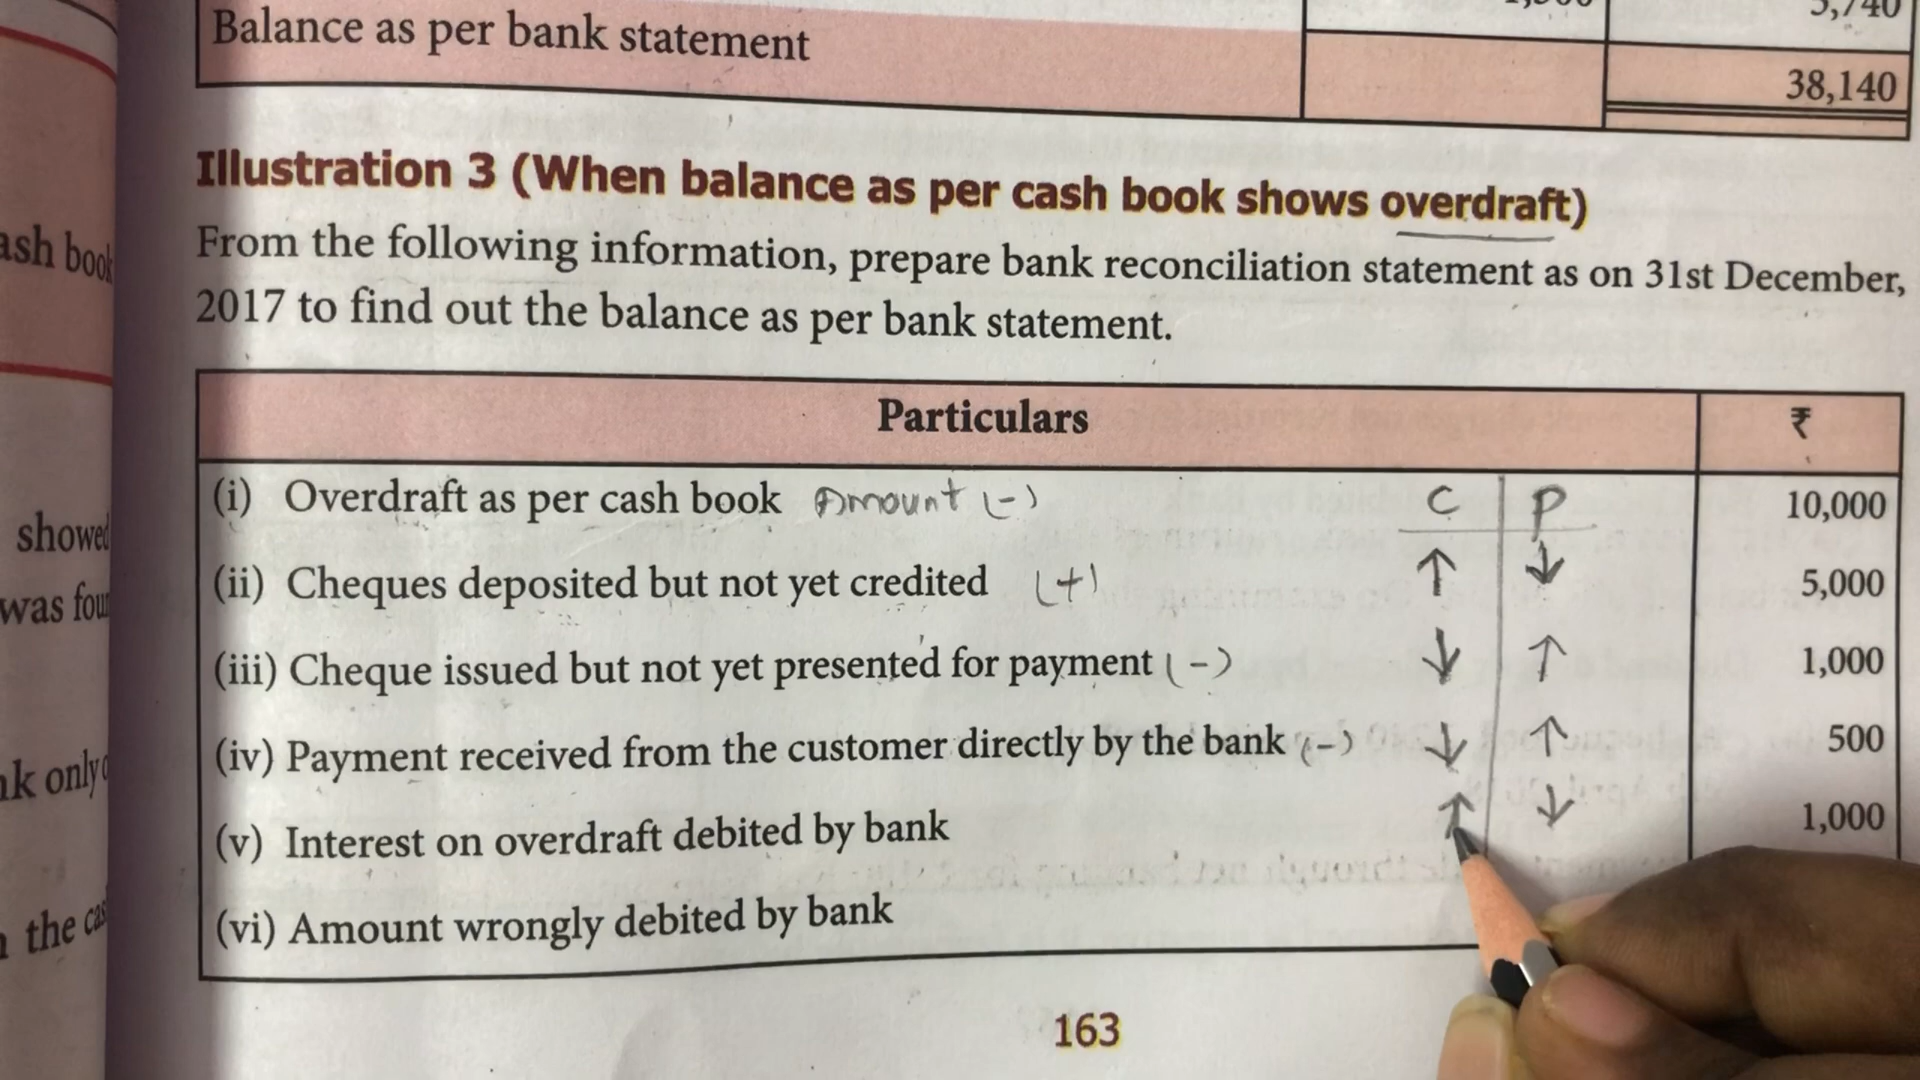 Balance as per bank statement
38,140
Illustration 3 (When balance as per cash book shows overdraft)
From the following information, prepare bank reconciliation statement as on 31st December,
2017 to find out the balance as per bank statement.
Particulars ₹
(i) Overdraft as per cash book Amount (-) C P 10,000
(ii) Cheques deposited but not yet credited (+) ↑ ↓ 5,000
(iii) Cheque issued but not yet presented for payment (-) ↓ ↑ 1,000
(iv) Payment received from the customer directly by the bank (-) ↓ ↑ 500
(v) Interest on overdraft debited by bank ↑ ↓ 1,000
(vi) Amount wrongly debited by bank
163
book
showed
was
only
the